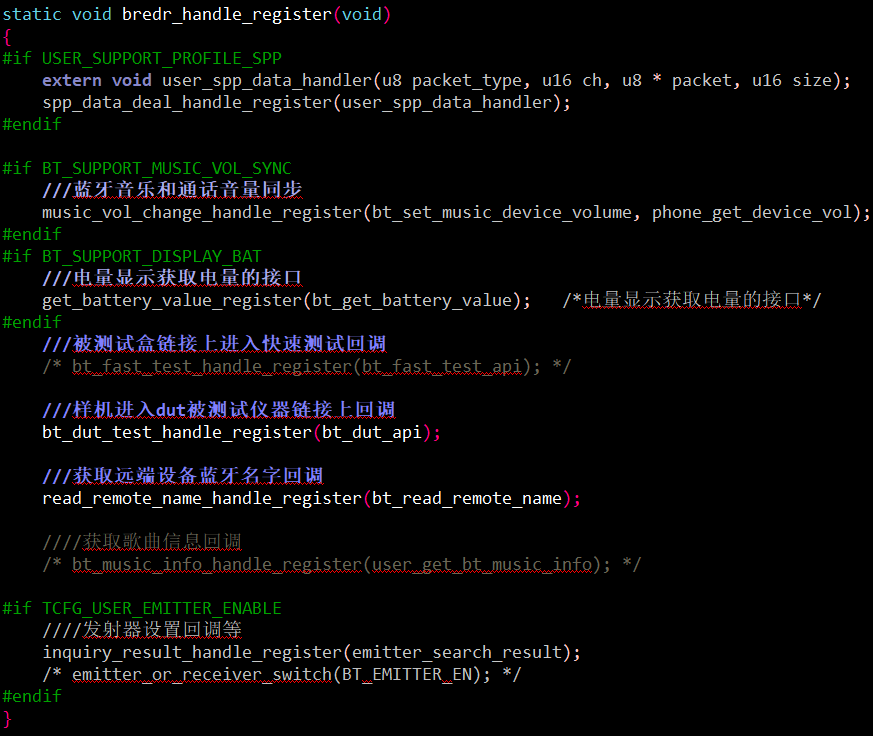 static void bredr_handle_register(void)
{
#if USER_SUPPORT_PROFILE_SPP
    extern void user_spp_data_handler(u8 packet_type, u16 ch, u8 * packet, u16 size);
    spp_data_deal_handle_register(user_spp_data_handler);
#endif

#if BT_SUPPORT_MUSIC_VOL_SYNC
    ///蓝牙音乐和通话音量同步
    music_vol_change_handle_register(bt_set_music_device_volume, phone_get_device_vol);
#endif
#if BT_SUPPORT_DISPLAY_BAT
    ///电量显示获取电量的接口
    get_battery_value_register(bt_get_battery_value);   /*电量显示获取电量的接口*/
#endif
    ///被测试盒链接上进入快速测试回调
    /* bt_fast_test_handle_register(bt_fast_test_api); */

    ///样机进入dut被测试仪器链接上回调
    bt_dut_test_handle_register(bt_dut_api);

    ///获取远端设备蓝牙名字回调
    read_remote_name_handle_register(bt_read_remote_name);

    ////获取歌曲信息回调
    /* bt_music_info_handle_register(user_get_bt_music_info); */

#if TCFG_USER_EMITTER_ENABLE
    ////发射器设置回调等
    inquiry_result_handle_register(emitter_search_result);
    /* emitter_or_receiver_switch(BT_EMITTER_EN); */
#endif
}